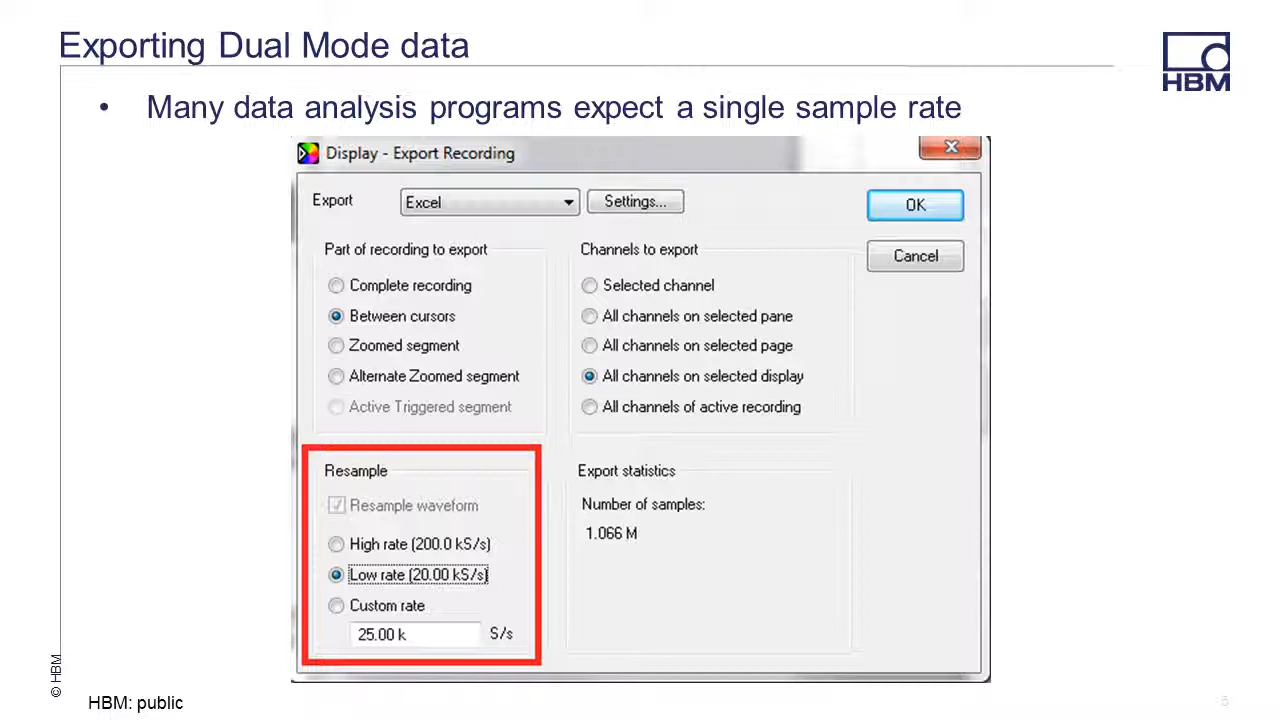 Exporting Dual Mode data
HBM
• Many data analysis programs expect a single sample rate
Display - Export Recording
Export Excel Settings... OK
Cancel
Part of recording to export
Complete recording
Between cursors
Zoomed segment
Alternate Zoomed segment
Active Triggered segment
Channels to export
Selected channel
All channels on selected pane
All channels on selected page
All channels on selected display
All channels of active recording
Resample
Resample waveform
High rate (200.0 kS/s)
Low rate (20.00 kS/s)
Custom rate
25.00 k S/s
Export statistics
Number of samples:
1.066 M
© HBM
HBM: public
5